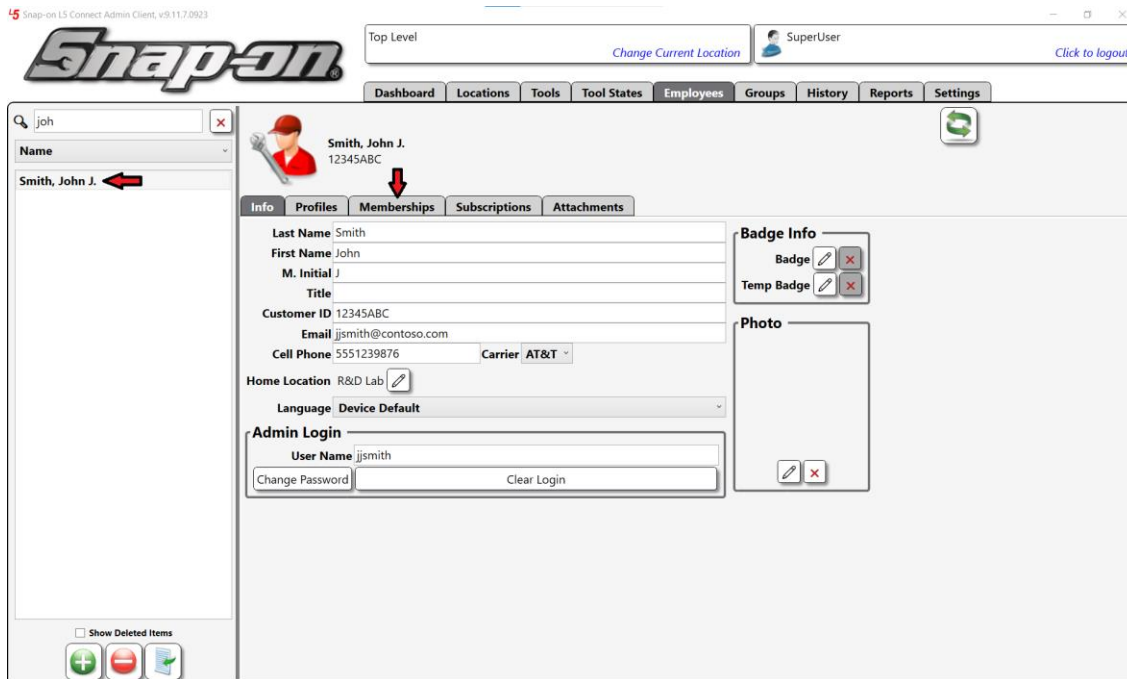 L5 Snap-on L5 Connect Admin Client, v:9.11.7.0923
Snap-on®
Top Level
Change Current Location
SuperUser
Click to logout
Dashboard Locations Tools Tool States Employees Groups History Reports Settings
joh
Name
Smith, John J.
Smith, John J.
12345ABC
Info Profiles Memberships Subscriptions Attachments
Last Name Smith
First Name John
M. Initial J
Title
Customer ID 12345ABC
Email jjsmith@contoso.com
Cell Phone 5551239876 Carrier AT&T
Home Location R&D Lab
Language Device Default
Admin Login
User Name jjsmith
Change Password Clear Login
Badge Info
Badge
Temp Badge
Photo
Show Deleted Items